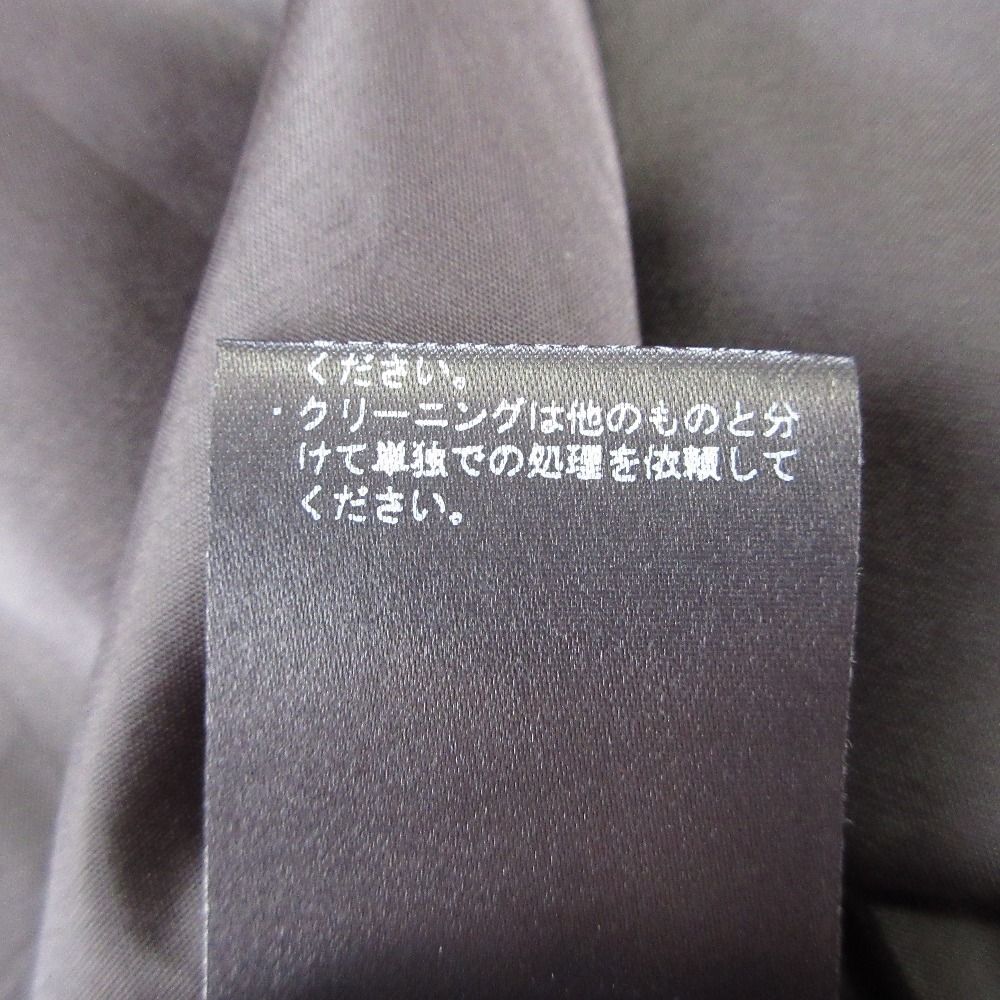 ください。
・クリーニングは他のものと分
けて単独での処理を依頼して
ください。